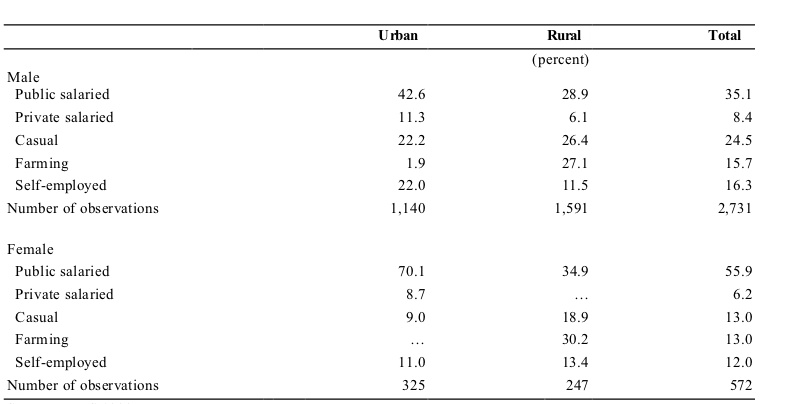 Urban Rural Total
(percent)
Male
Public salaried 42.6 28.9 35.1
Private salaried 11.3 6.1 8.4
Casual 22.2 26.4 24.5
Farming 1.9 27.1 15.7
Self-employed 22.0 11.5 16.3
Number of observations 1,140 1,591 2,731
Female
Public salaried 70.1 34.9 55.9
Private salaried 8.7 … 6.2
Casual 9.0 18.9 13.0
Farming … 30.2 13.0
Self-employed 11.0 13.4 12.0
Number of observations 325 247 572